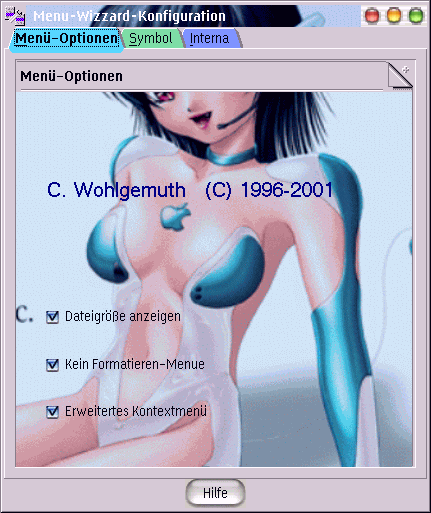 Menu-Wizzard-Konfiguration
Menü-Optionen
Symbol
Interna
Menü-Optionen
C. Wohlgemuth (C) 1996-2001
C.
Dateigröße anzeigen
Kein Formatieren-Menue
Erweitertes Kontextmenü
Hilfe